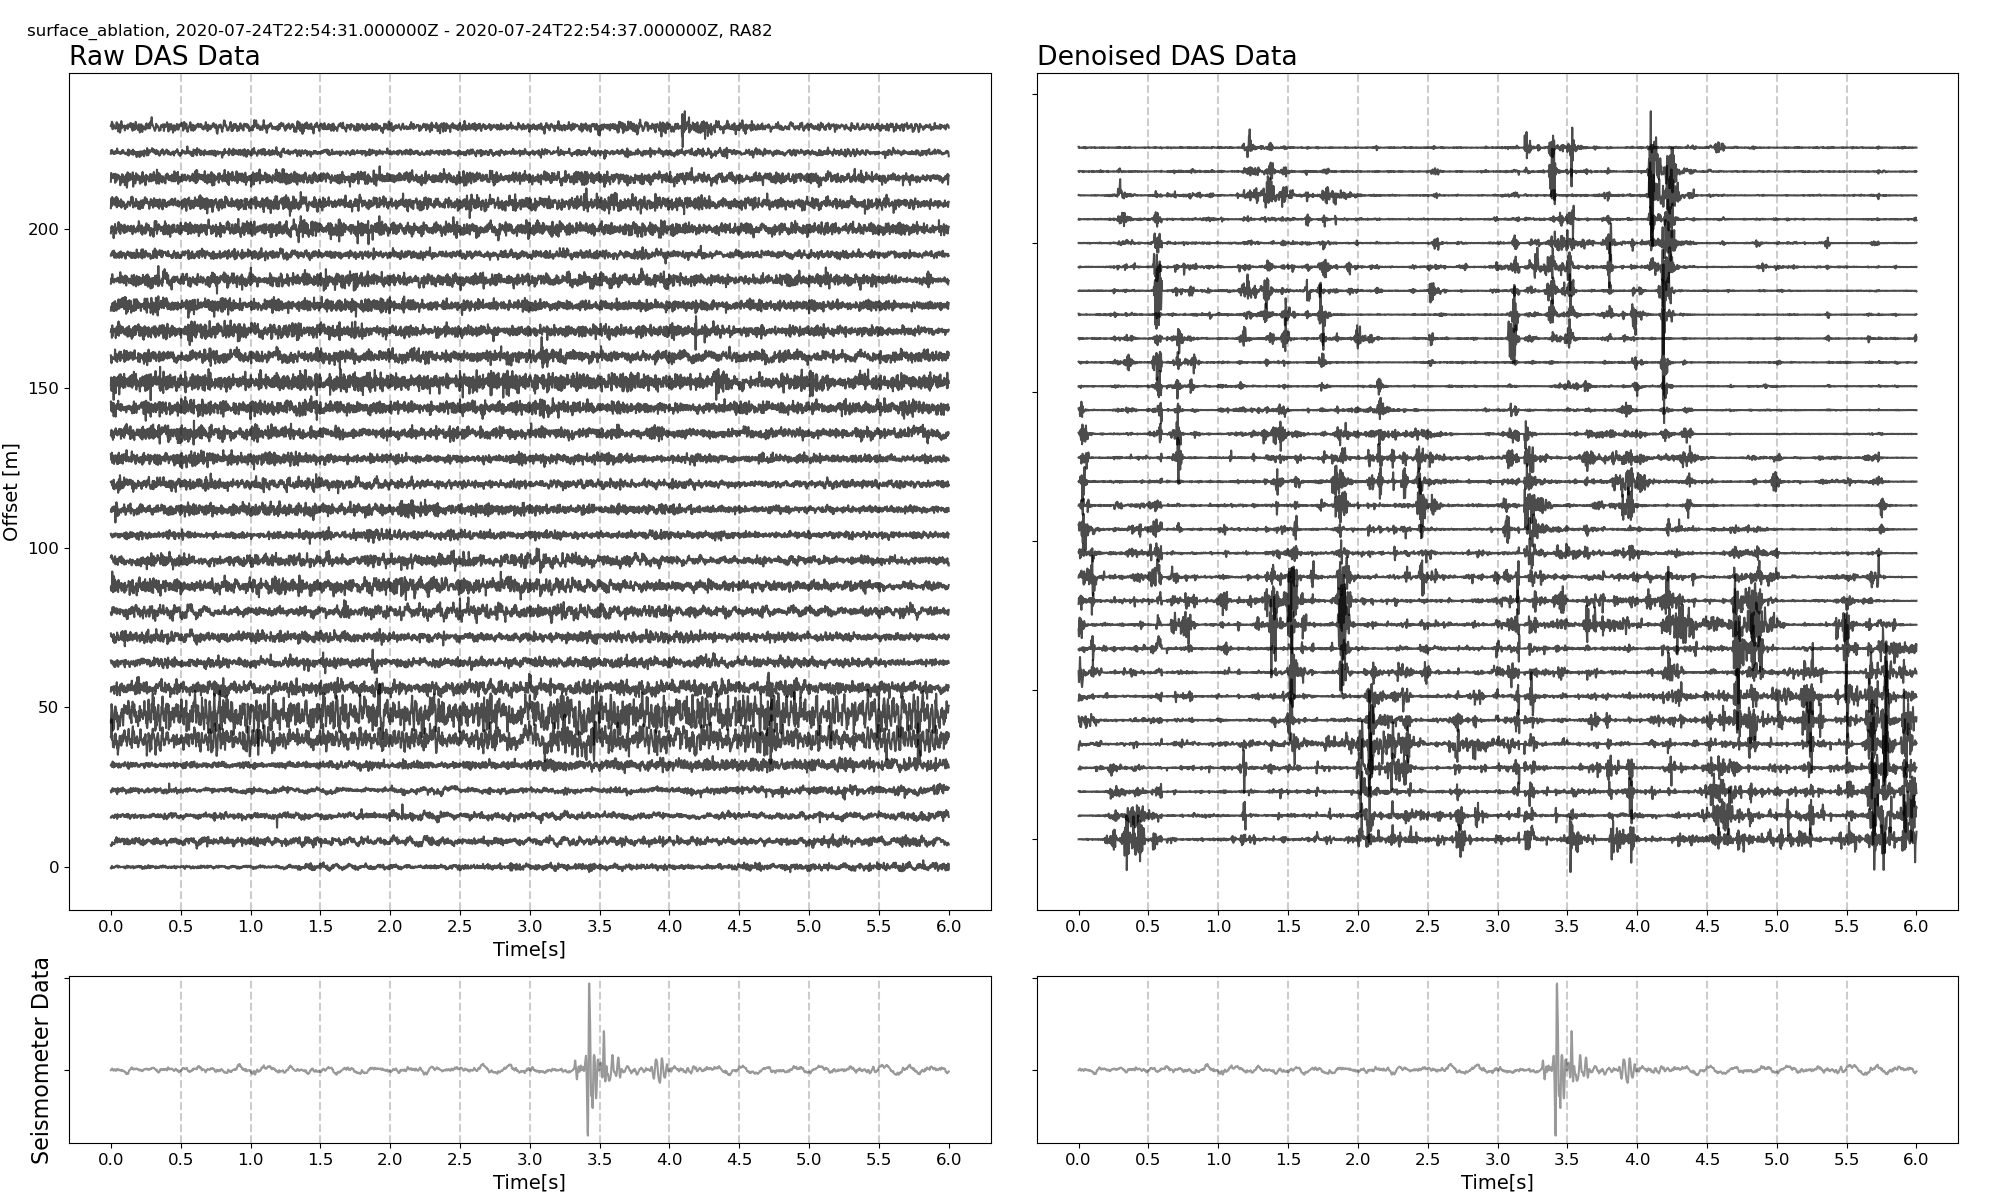 surface_ablation, 2020-07-24T22:54:31.000000Z - 2020-07-24T22:54:37.000000Z, RA82
Raw DAS Data
Denoised DAS Data
Offset [m]
200
150
100
50
0
0.0 0.5 1.0 1.5 2.0 2.5 3.0 3.5 4.0 4.5 5.0 5.5 6.0
Time[s]
0.0 0.5 1.0 1.5 2.0 2.5 3.0 3.5 4.0 4.5 5.0 5.5 6.0
Seismometer Data
0.0 0.5 1.0 1.5 2.0 2.5 3.0 3.5 4.0 4.5 5.0 5.5 6.0
Time[s]
0.0 0.5 1.0 1.5 2.0 2.5 3.0 3.5 4.0 4.5 5.0 5.5 6.0
Time[s]